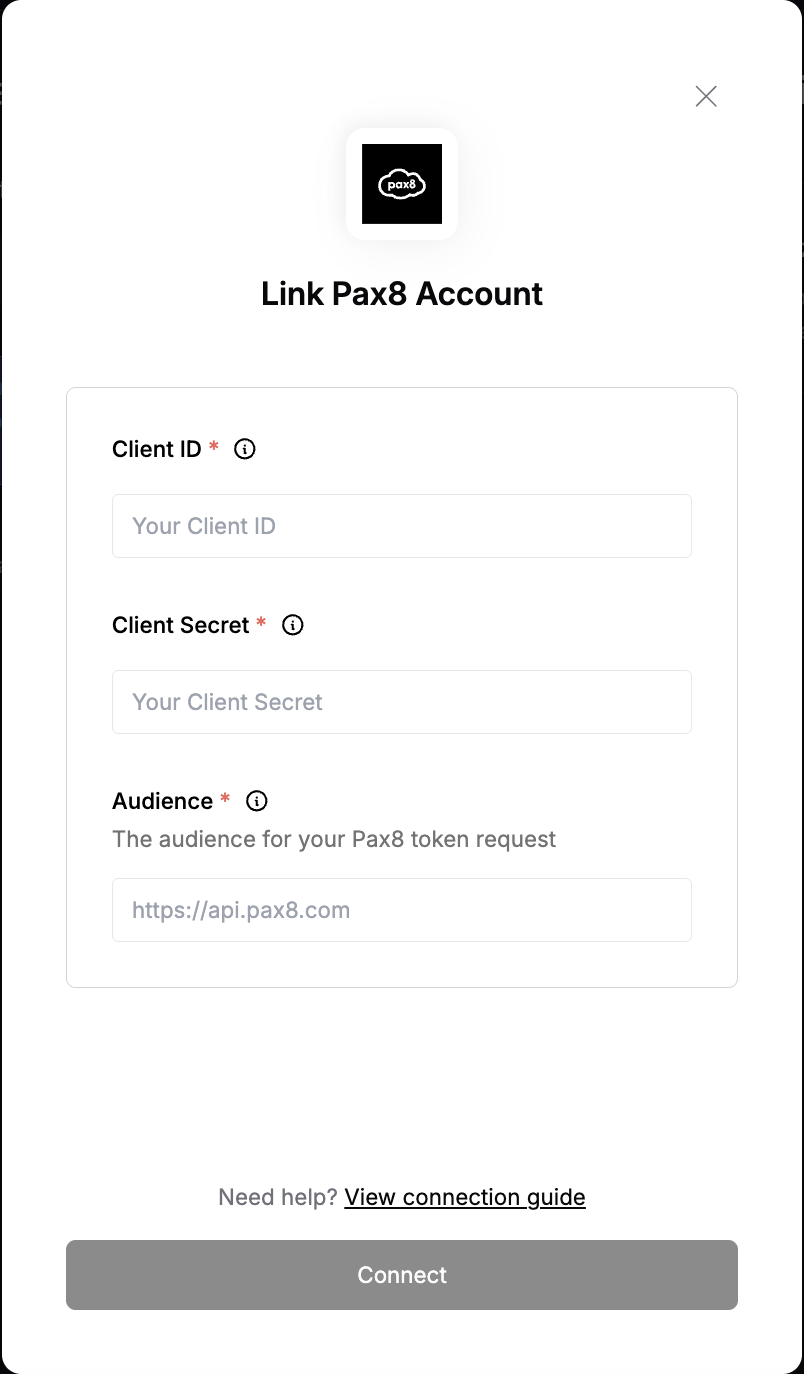 pax8
Link Pax8 Account
Client ID *
Your Client ID
Client Secret *
Your Client Secret
Audience *
The audience for your Pax8 token request
https://api.pax8.com
Need help? View connection guide
Connect